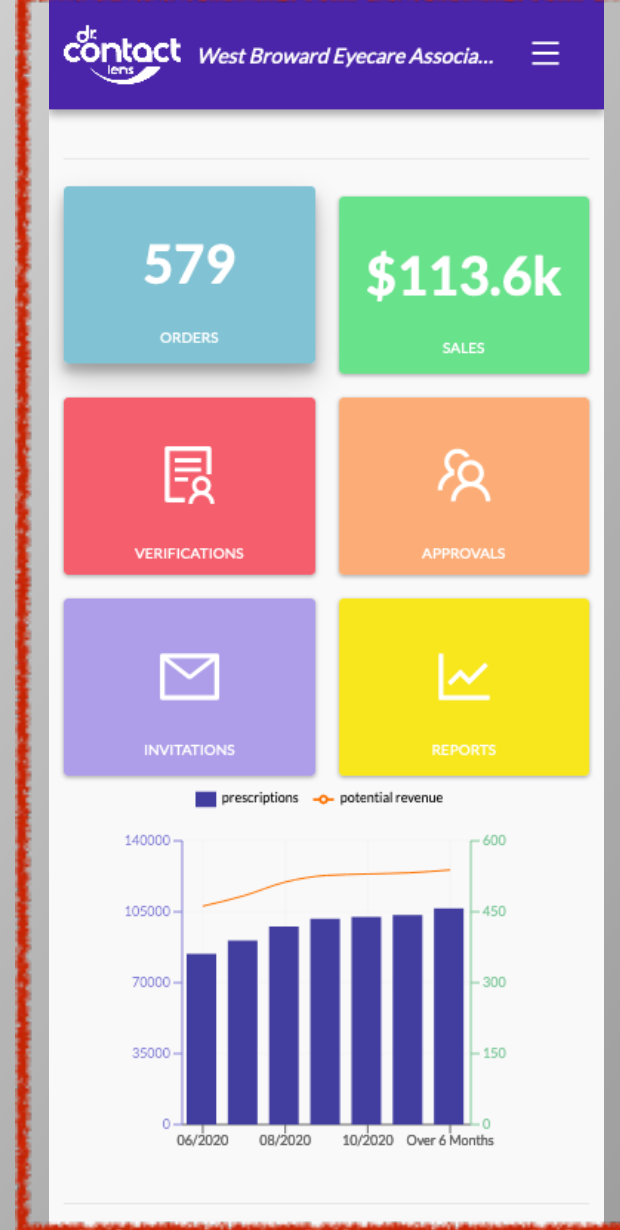 dr.
contact
lens
West Broward Eyecare Associa...
579
ORDERS
$113.6k
SALES
VERIFICATIONS
APPROVALS
INVITATIONS
REPORTS
prescriptions
potential revenue
140000
105000
70000
35000
0
600
450
300
150
0
06/2020
08/2020
10/2020
Over 6 Months